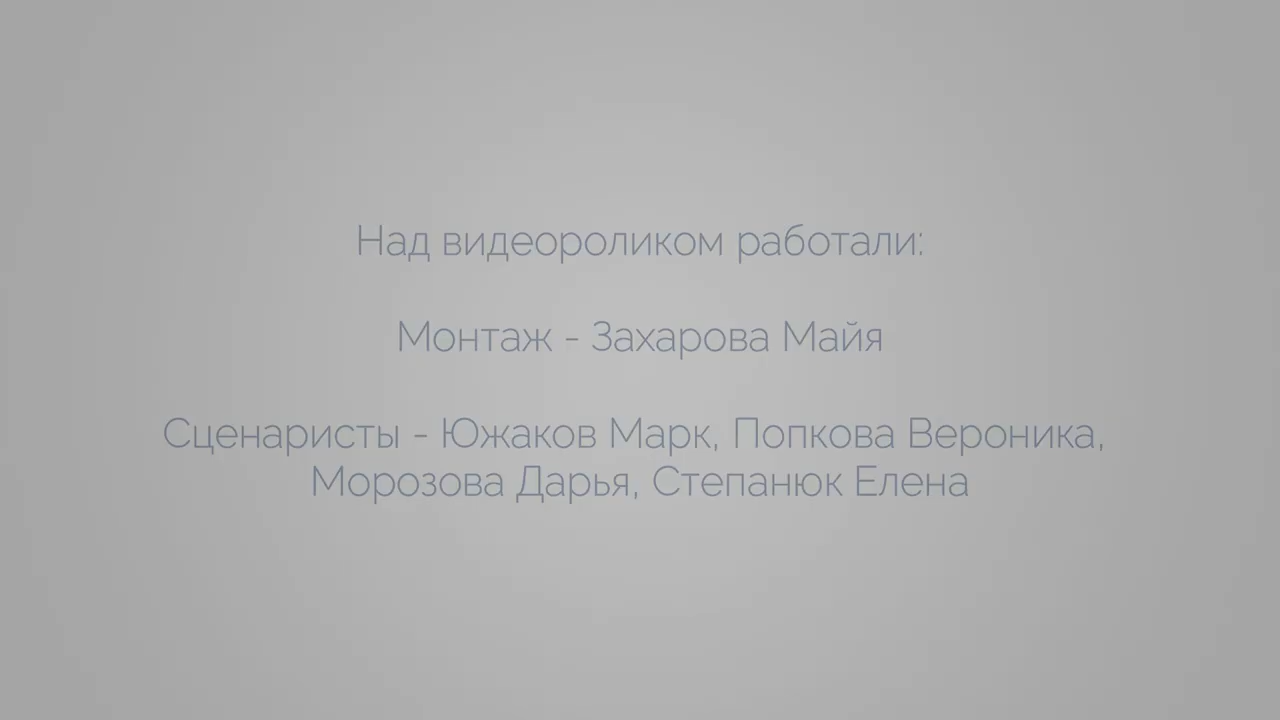 Над видеороликом работали:
Монтаж - Захарова Майя
Сценаристы - Южаков Марк, Попкова Вероника,
Морозова Дарья, Степанюк Елена